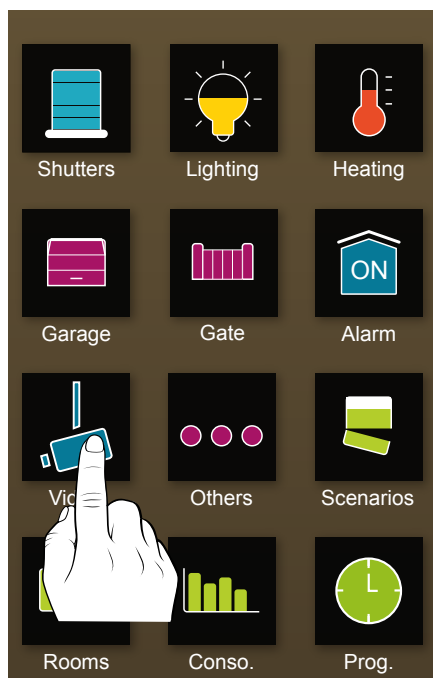 Shutters Lighting Heating
ON
Garage Gate Alarm
Others Scenarios
Rooms Conso. Prog.